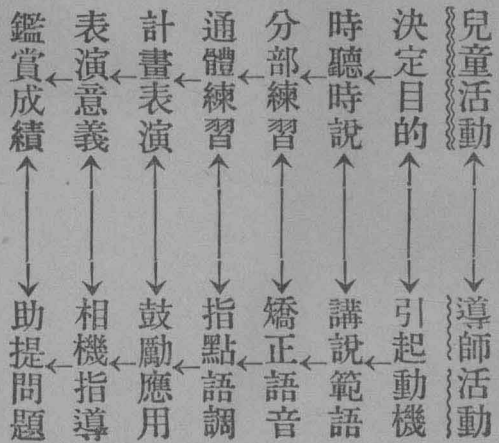 兒童活動
導師活動
決定目的
引起動機
時聽時說
講說範語
分部練習
矯正語音
通體練習
指點語調
計畫表演
鼓勵應用
表演意義
相機指導
鑑賞成績
助提問題